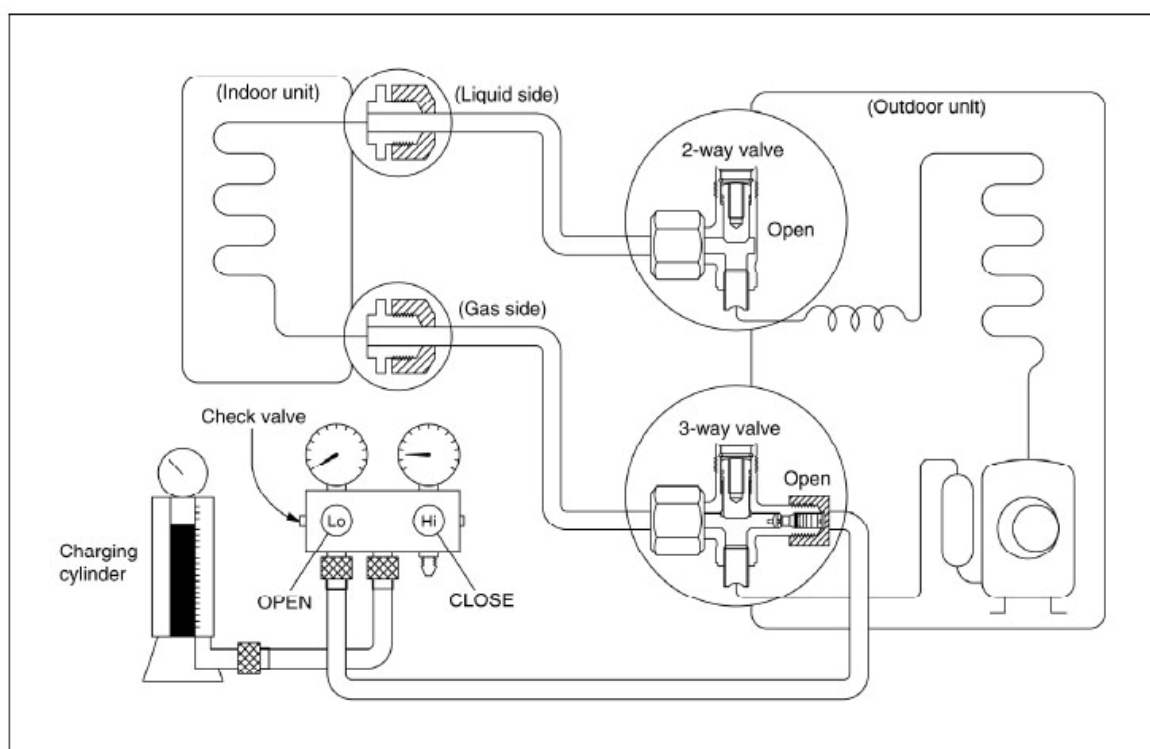 (Indoor unit)
(Liquid side)
(Outdoor unit)
2-way valve
Open
(Gas side)
Check valve
3-way valve
Open
Lo
Hi
Charging
cylinder
OPEN
CLOSE